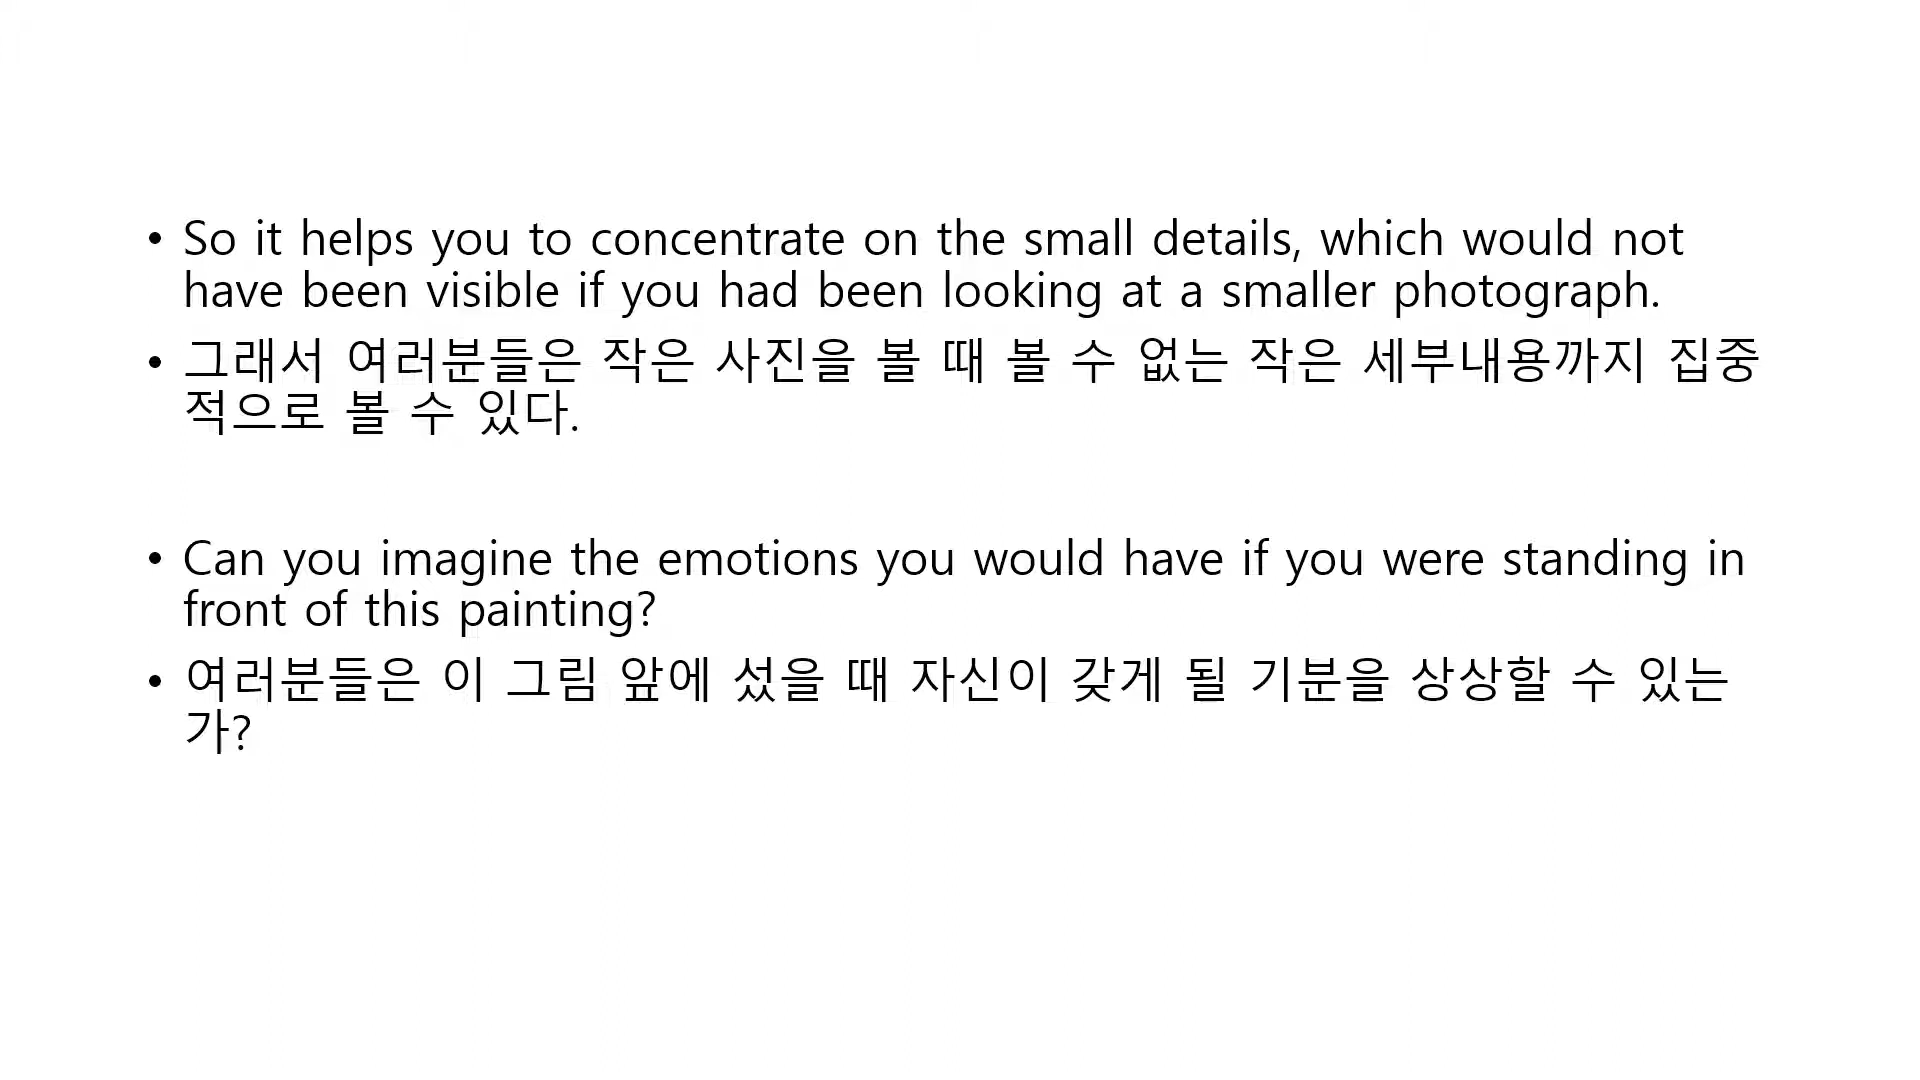 • So it helps you to concentrate on the small details, which would not
have been visible if you had been looking at a smaller photograph.
• 그래서 여러분들은 작은 사진을 볼 때 볼 수 없는 작은 세부내용까지 집중
적으로 볼 수 있다.
• Can you imagine the emotions you would have if you were standing in
front of this painting?
• 여러분들은 이 그림 앞에 섰을 때 자신이 갖게 될 기분을 상상할 수 있는
가?